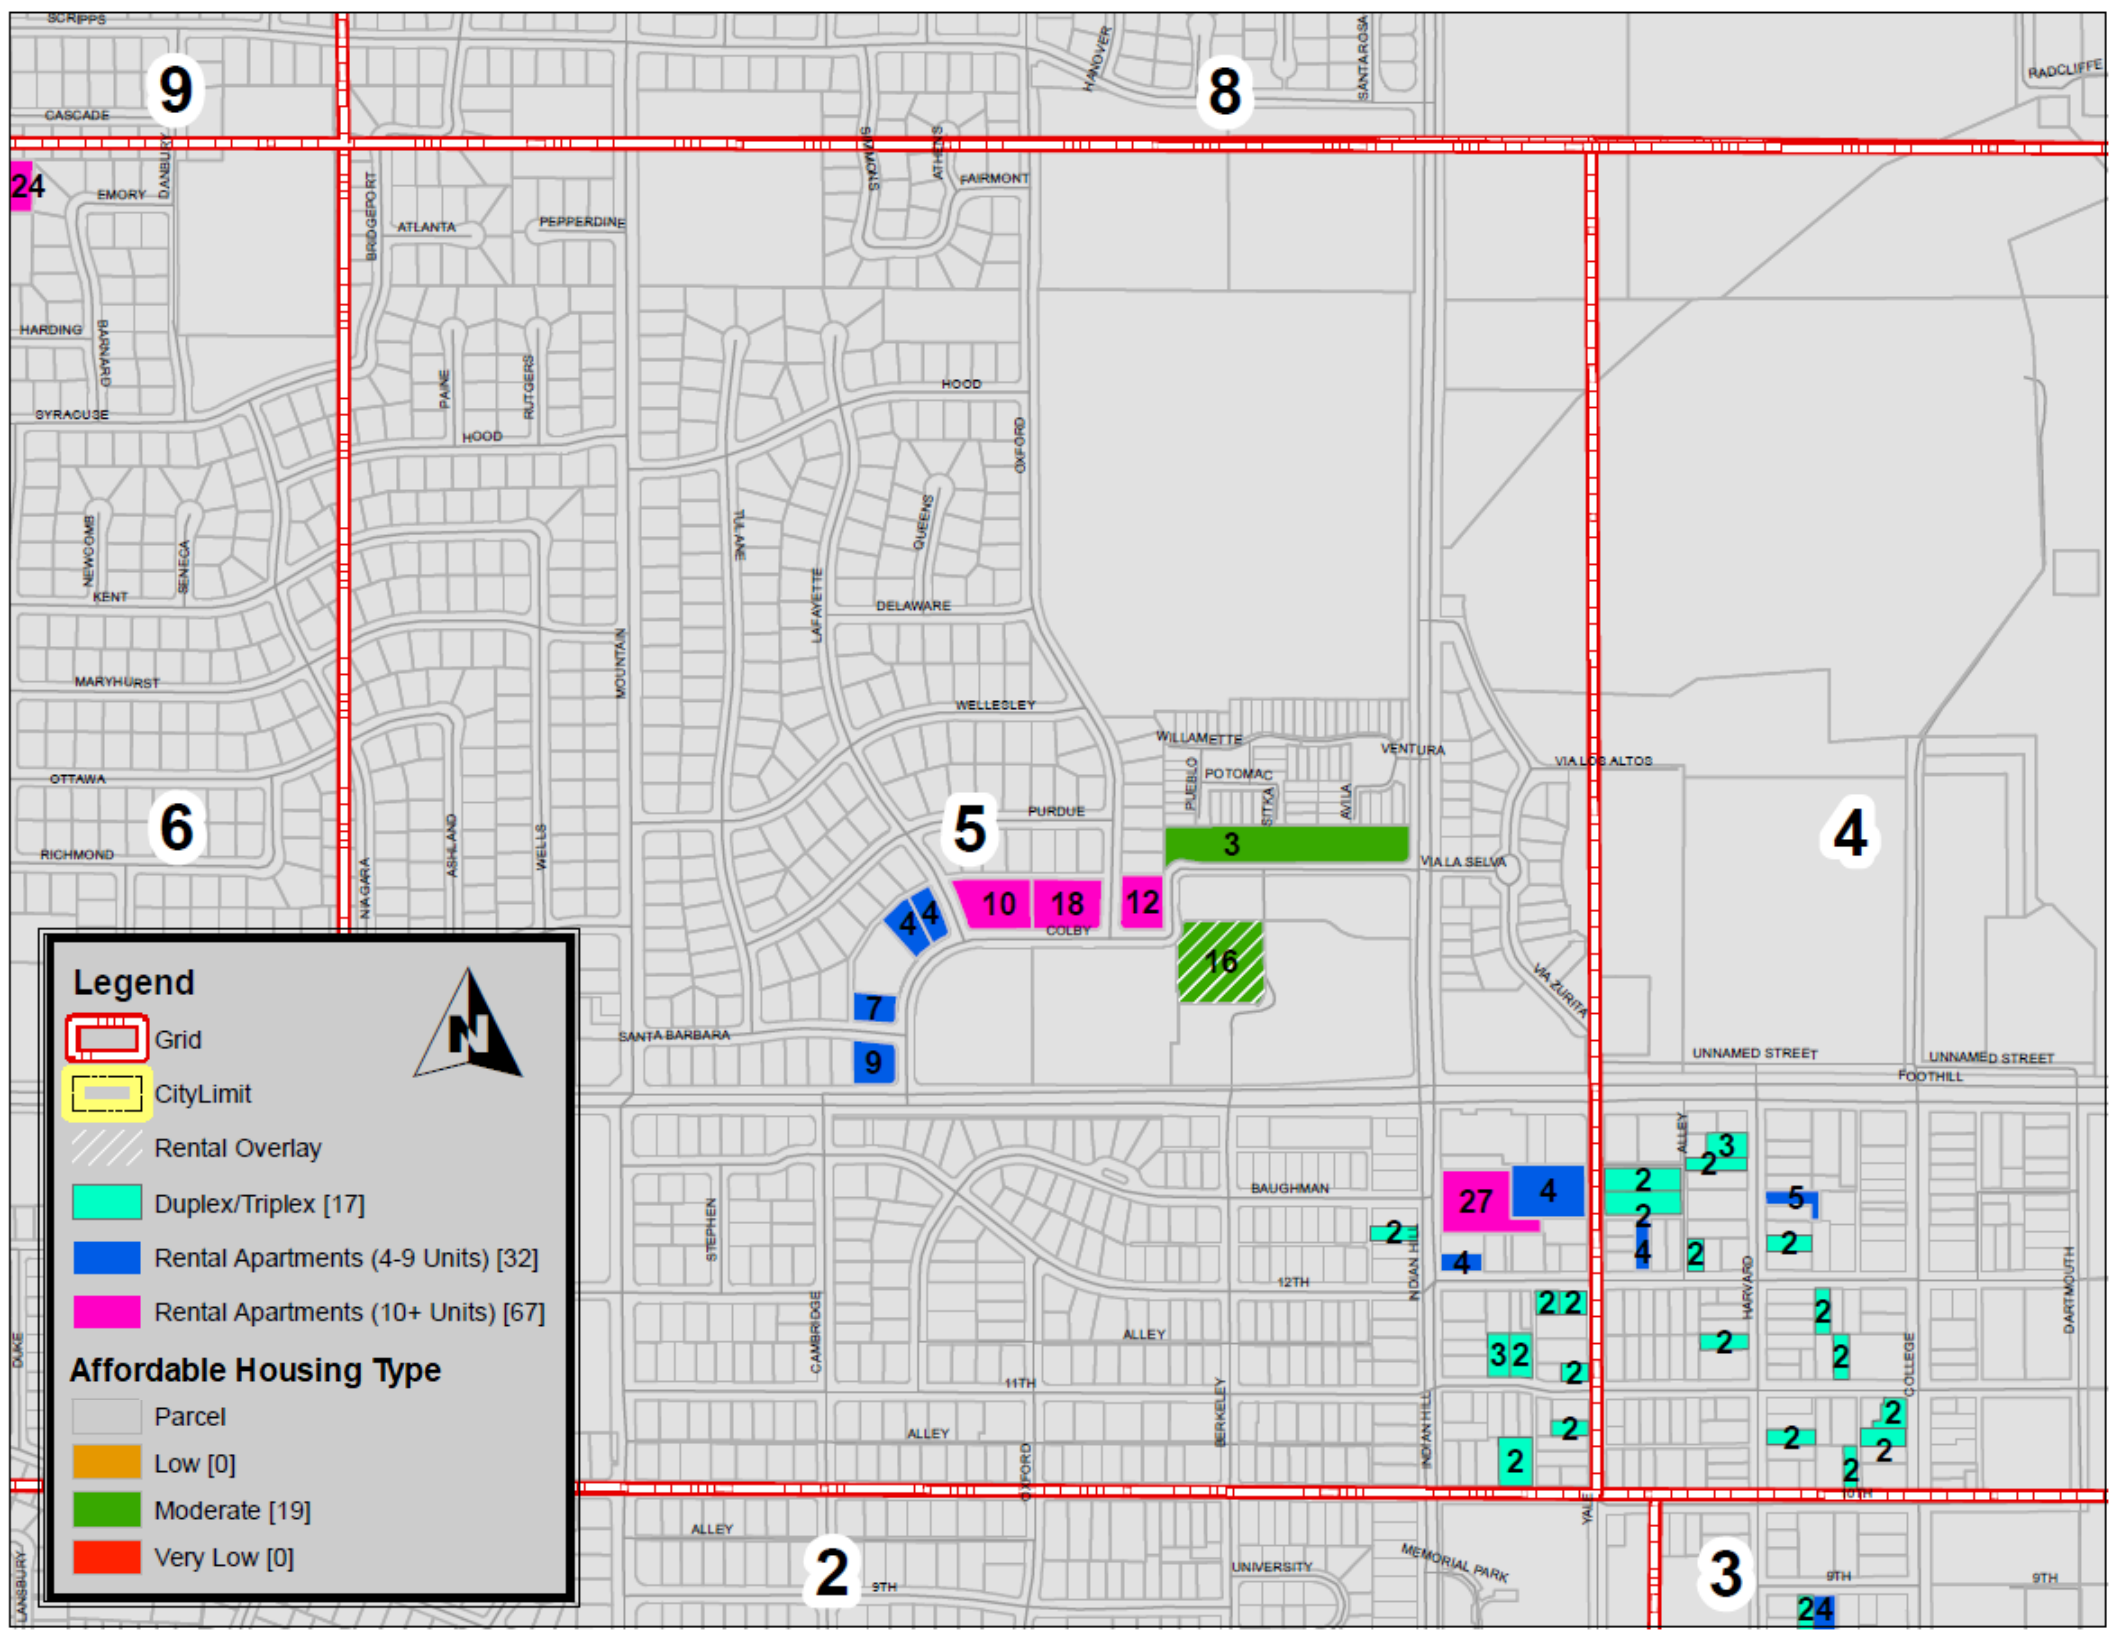 SCRIPPS
HANOVER
SANTA ROSA
RADCLIFFE
9
8
CASCADE
DANBURY
SIMMONS
ATHENS
24
EMORY
FAIRMONT
BRIDGEPORT
ATLANTA
PEPPERDINE
HARDING
BARNARD
PAINE
RUTGERS
HOOD
SYRACUSE
HOOD
OXFORD
NEWCOMB
SENECA
TULANE
QUEENS
KENT
LAFAYETTE
DELAWARE
MARYHURST
MOUNTAIN
WELLESLEY
WILLAMETTE
VENTURA
OTTAWA
PUEBLO
POTOMAC
SITKA
AVILA
VIA LOS ALTOS
6
5
PURDUE
4
RICHMOND
NIAGARA
ASHLAND
WELLS
3
VIA LA SELVA
4
4
10
18
12
COLBY
16
VIA ZURITA
7
SANTA BARBARA
9
UNNAMED STREET
UNNAMED STREET
FOOTHILL
Legend
N
Grid
CityLimit
Rental Overlay
Duplex/Triplex [17]
Rental Apartments (4-9 Units) [32]
Rental Apartments (10+ Units) [67]
Affordable Housing Type
Parcel
Low [0]
Moderate [19]
Very Low [0]
ALLEY
3
2
STEPHEN
BAUGHMAN
27
4
2
2
5
2
INDIAN HILL
4
4
2
2
12TH
HARVARD
DARTMOUTH
DUKE
CAMBRIDGE
2
2
2
ALLEY
3
2
2
2
2
COLLEGE
11TH
BERKELEY
INDIAN HILL
ALLEY
2
2
2
2
2
2
OXFORD
YALE
ALLEY
LANSBURY
2
9TH
UNIVERSITY
MEMORIAL PARK
3
9TH
9TH
2
4